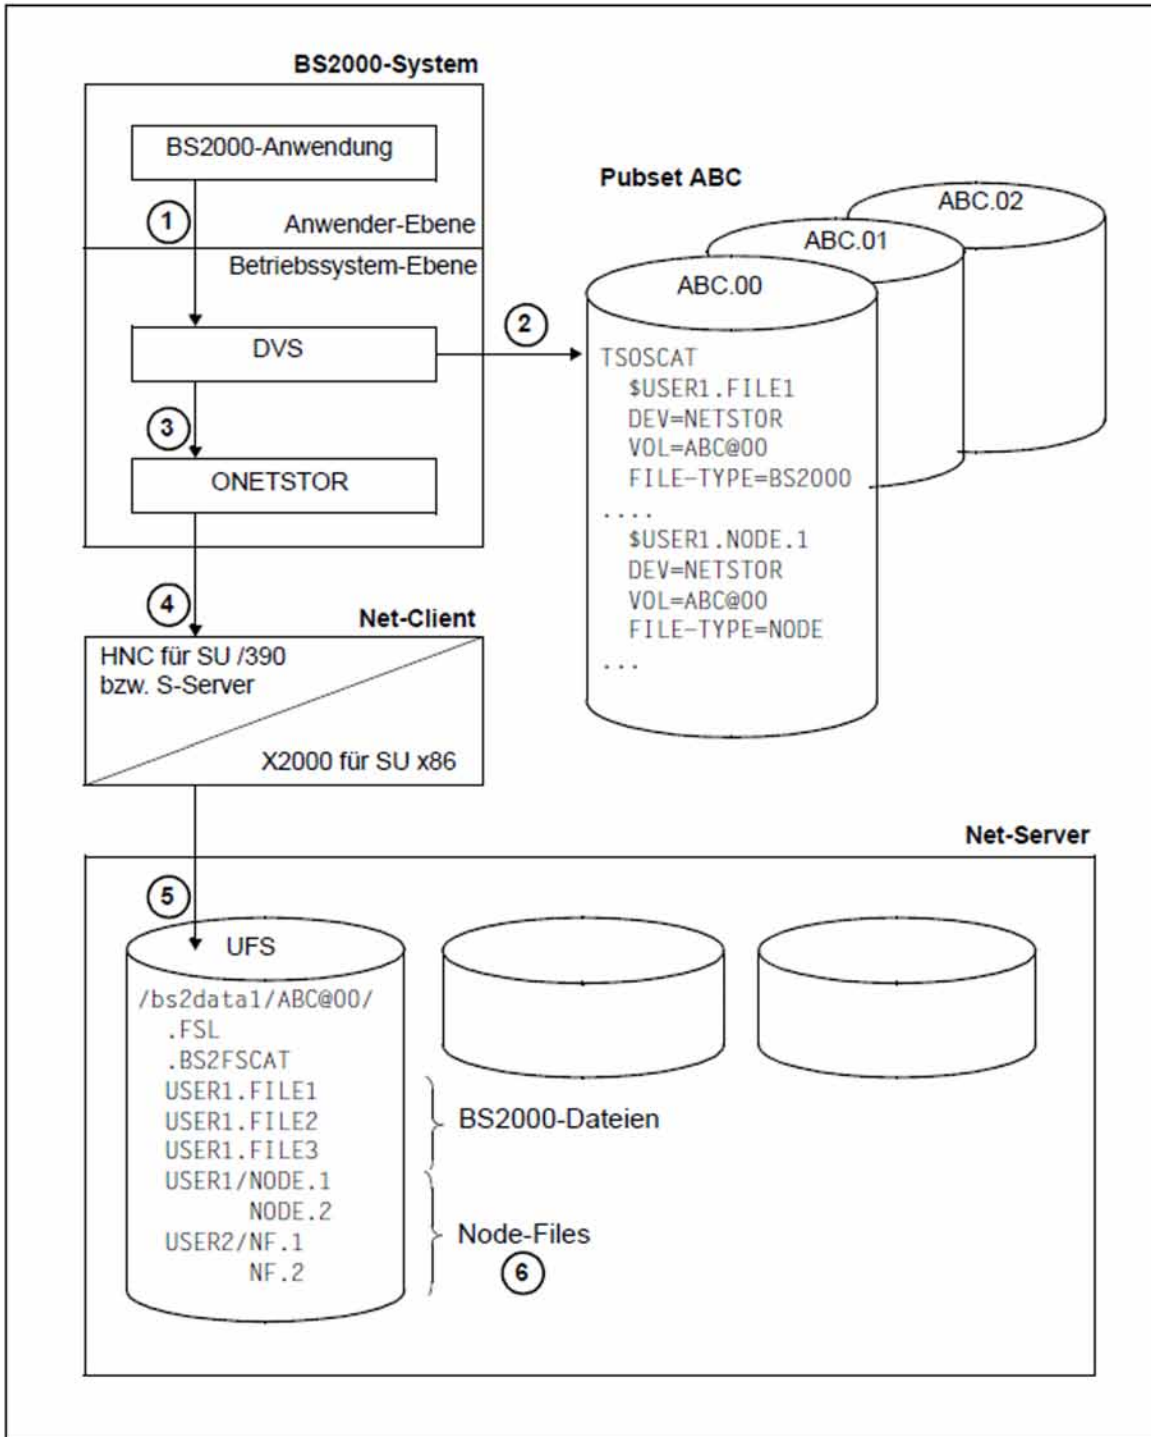 BS2000-System
BS2000-Anwendung
1
Anwender-Ebene
Betriebssystem-Ebene
DVS
2
3
ONETSTOR
Pubset ABC
ABC.02
ABC.01
ABC.00
TSOSCAT
$USER1.FILE1
DEV=NETSTOR
VOL=ABC@00
FILE-TYPE=BS2000
....
$USER1.NODE.1
DEV=NETSTOR
VOL=ABC@00
FILE-TYPE=NODE
...
4
Net-Client
HNC für SU /390
bzw. S-Server
X2000 für SU x86
Net-Server
5
UFS
/bs2data1/ABC@00/
.FSL
.BS2FSCAT
USER1.FILE1
USER1.FILE2
USER1.FILE3
USER1/NODE.1
NODE.2
USER2/NF.1
NF.2
BS2000-Dateien
Node-Files
6